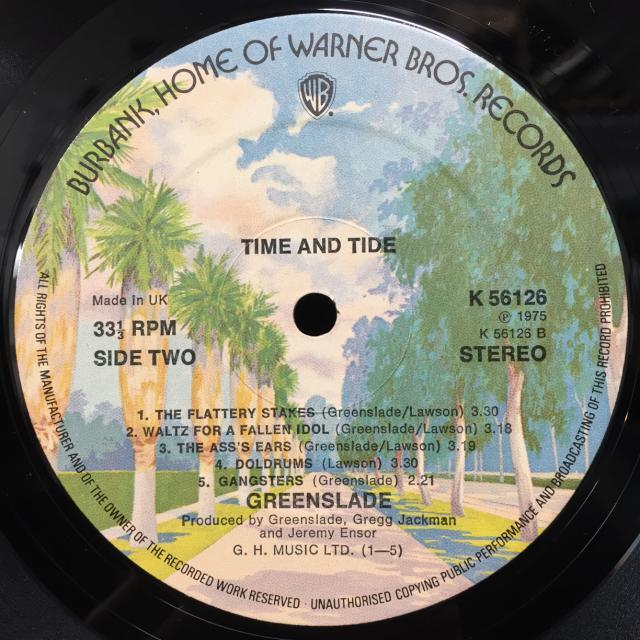 BURBANK, HOME OF WARNER BROS. RECORDS
WB
TIME AND TIDE
Made In UK
33⅓ RPM
SIDE TWO
K 56126
℗ 1975
K 56126 B
STEREO
1. THE FLATTERY STAKES (Greenslade/Lawson) 3.30
2. WALTZ FOR A FALLEN IDOL (Greenslade/Lawson) 3.18
3. THE ASS'S EARS (Greenslade/Lawson) 3.19
4. DOLDRUMS (Lawson) 3.30
5. GANGSTERS (Greenslade) 2.21
GREENSLADE
Produced by Greenslade, Gregg Jackman
and Jeremy Ensor
G. H. MUSIC LTD. (1—5)
ALL RIGHTS OF THE MANUFACTURER AND OF THE OWNER OF THE RECORDED WORK RESERVED · UNAUTHORISED COPYING PUBLIC PERFORMANCE AND BROADCASTING OF THIS RECORD PROHIBITED